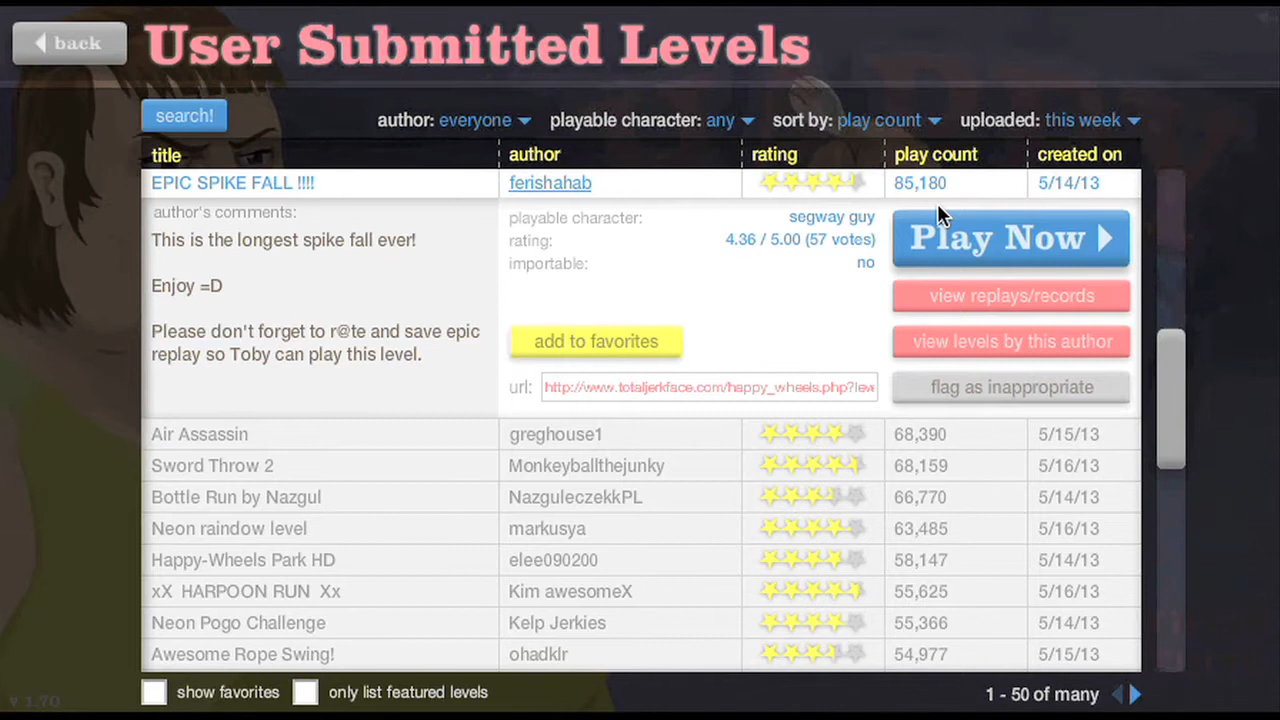 back
User Submitted Levels
search!
author: everyone playable character: any sort by: play count uploaded: this week
title author rating play count created on
EPIC SPIKE FALL !!!! ferishahab 85,180 5/14/13
author's comments:
This is the longest spike fall ever!
Enjoy =D
Please don't forget to r@te and save epic
replay so Toby can play this level.
playable character: segway guy
rating: 4.36 / 5.00 (57 votes)
importable: no
add to favorites
url: http://www.totaljerkface.com/happy_wheels.php?lev
Play Now
view replays/records
view levels by this author
flag as inappropriate
Air Assassin greghouse1 68,390 5/15/13
Sword Throw 2 Monkeyballthejunky 68,159 5/16/13
Bottle Run by Nazgul NazguleczekkPL 66,770 5/14/13
Neon raindow level markusya 63,485 5/16/13
Happy-Wheels Park HD elee090200 58,147 5/14/13
xX HARPOON RUN Xx Kim awesomeX 55,625 5/16/13
Neon Pogo Challenge Kelp Jerkies 55,366 5/14/13
Awesome Rope Swing! ohadklr 54,977 5/15/13
show favorites only list featured levels 1 - 50 of many
v 1.70